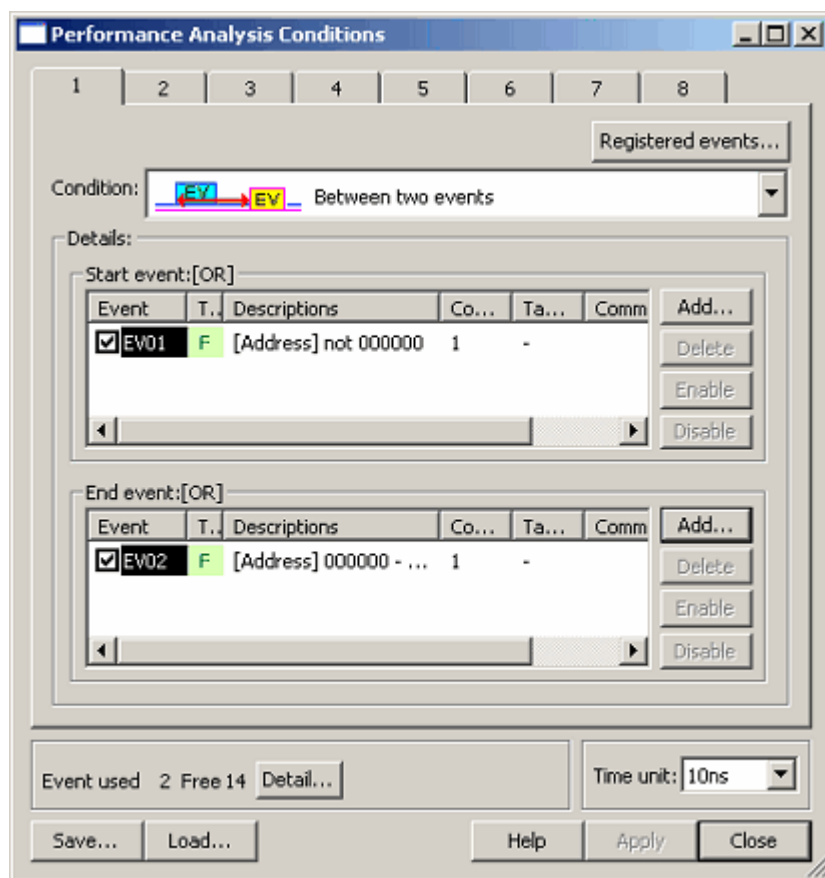 Performance Analysis Conditions
1 2 3 4 5 6 7 8
Registered events...
Condition: EV EV Between two events
Details:
Start event:[OR]
Event T.. Descriptions Co... Ta... Comm Add...
EV01 F [Address] not 000000 1 - Delete
Enable
Disable
End event:[OR]
Event T.. Descriptions Co... Ta... Comm Add...
EV02 F [Address] 000000 - ... 1 - Delete
Enable
Disable
Event used 2 Free 14 Detail... Time unit: 10ns
Save... Load... Help Apply Close